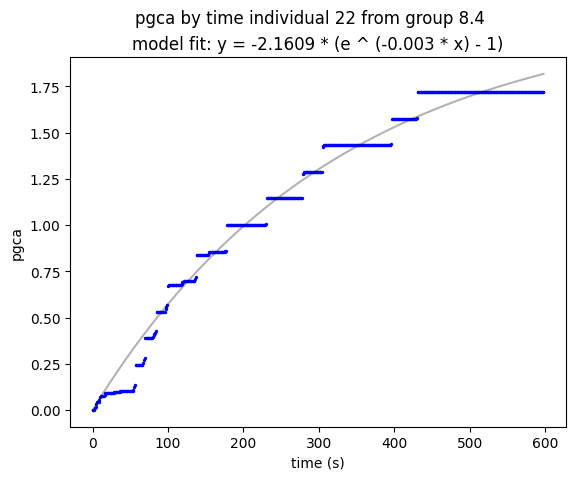 pgca by time individual 22 from group 8.4
model fit: y = -2.1609 * (e ^ (-0.003 * x) - 1)
1.75
1.50
1.25
1.00
0.75
0.50
0.25
0.00
pgca
0 100 200 300 400 500 600
time (s)